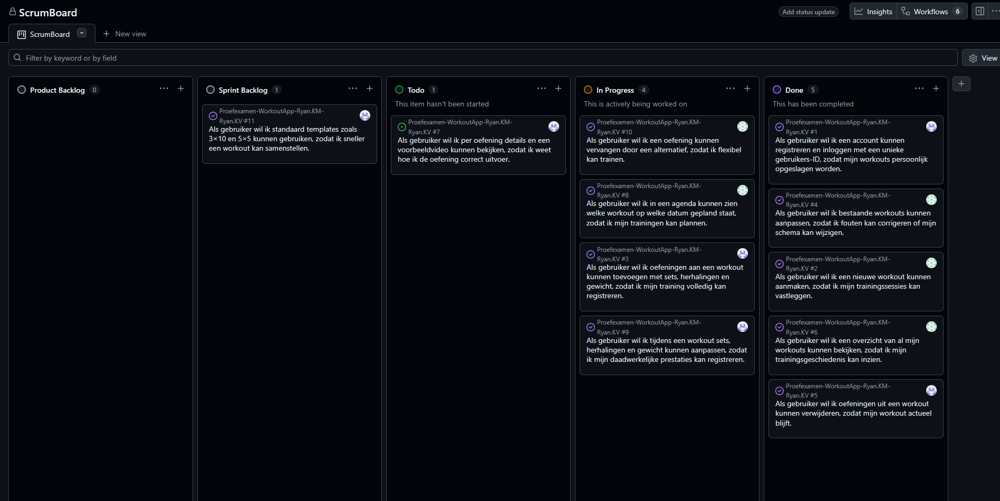 ScrumBoard
Add status update
Insights
Workflows 6
ScrumBoard
New view
Filter by keyword or by field
View
Product Backlog 0
Sprint Backlog 1
Proefexamen-WorkoutApp-Ryan.KM-
Ryan.KV #11
Als gebruiker wil ik standaard templates zoals
3×10 en 5×5 kunnen gebruiken, zodat ik sneller
een workout kan samenstellen.
Todo 1
This item hasn't been started
Proefexamen-WorkoutApp-Ryan.KM-
Ryan.KV #7
Als gebruiker wil ik per oefening details en een
voorbeeldvideo kunnen bekijken, zodat ik weet
hoe ik de oefening correct uitvoer.
In Progress 4
This is actively being worked on
Proefexamen-WorkoutApp-Ryan.KM-
Ryan.KV #10
Als gebruiker wil ik een oefening kunnen
vervangen door een alternatief, zodat ik flexibel
kan trainen.
Proefexamen-WorkoutApp-Ryan.KM-
Ryan.KV #8
Als gebruiker wil ik in een agenda kunnen zien
welke workout op welke datum gepland staat,
zodat ik mijn trainingen kan plannen.
Proefexamen-WorkoutApp-Ryan.KM-
Ryan.KV #3
Als gebruiker wil ik oefeningen aan een workout
kunnen toevoegen met sets, herhalingen en
gewicht, zodat ik mijn training volledig kan
registreren.
Proefexamen-WorkoutApp-Ryan.KM-
Ryan.KV #9
Als gebruiker wil ik tijdens een workout sets,
herhalingen en gewicht kunnen aanpassen, zodat
ik mijn daadwerkelijke prestaties kan registreren.
Done 5
This has been completed
Proefexamen-WorkoutApp-Ryan.KM-
Ryan.KV #1
Als gebruiker wil ik een account kunnen
registreren en inloggen met een unieke
gebruikers-ID, zodat mijn workouts persoonlijk
opgeslagen worden.
Proefexamen-WorkoutApp-Ryan.KM-
Ryan.KV #4
Als gebruiker wil ik bestaande workouts kunnen
aanpassen, zodat ik fouten kan corrigeren of mijn
schema kan wijzigen.
Proefexamen-WorkoutApp-Ryan.KM-
Ryan.KV #2
Als gebruiker wil ik een nieuwe workout kunnen
aanmaken, zodat ik mijn trainingssessies kan
vastleggen.
Proefexamen-WorkoutApp-Ryan.KM-
Ryan.KV #6
Als gebruiker wil ik een overzicht van al mijn
workouts kunnen bekijken, zodat ik mijn
trainingsgeschiedenis kan inzien.
Proefexamen-WorkoutApp-Ryan.KM-
Ryan.KV #5
Als gebruiker wil ik oefeningen uit een workout
kunnen verwijderen, zodat mijn workout actueel
blijft.